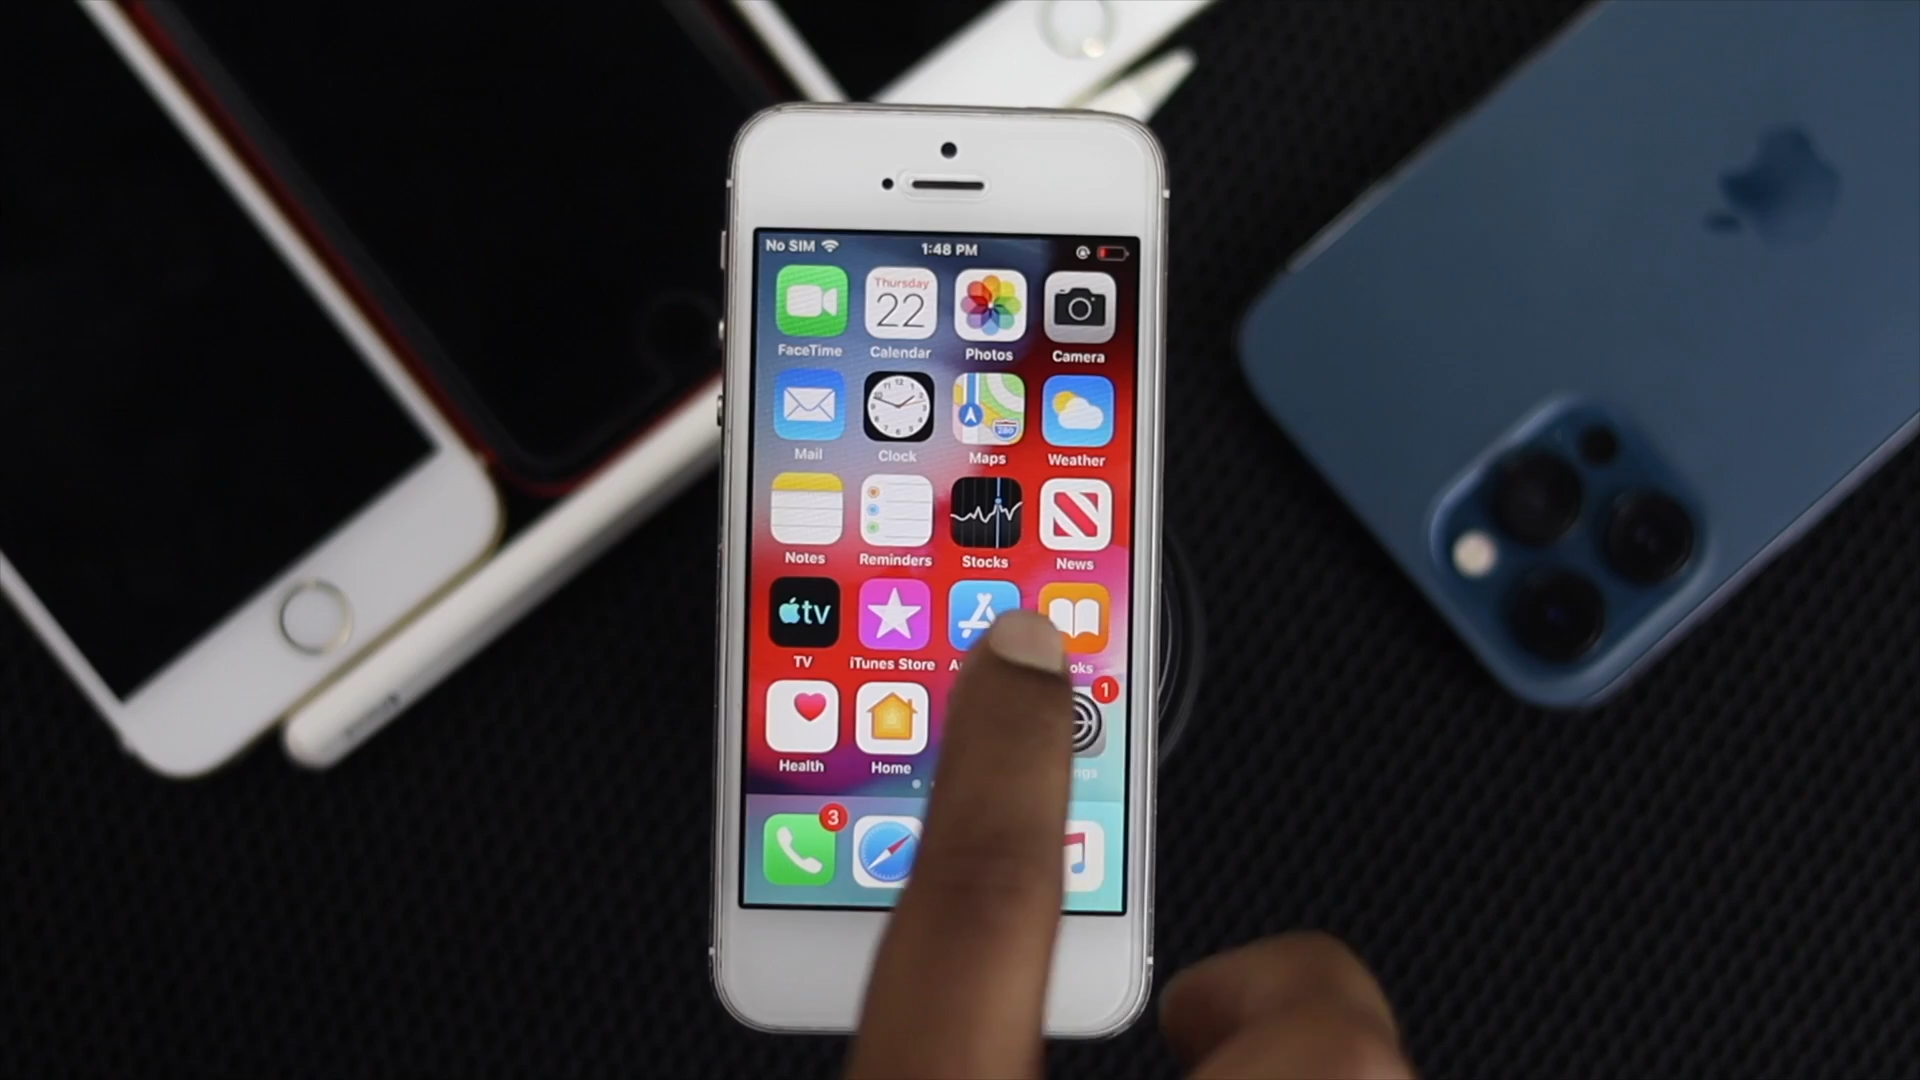 No SIM 1:48 PM
Thursday
22
FaceTime Calendar Photos Camera
280
Mail Clock Maps Weather
Notes Reminders Stocks News
tv
TV iTunes Store
1
Health Home
3